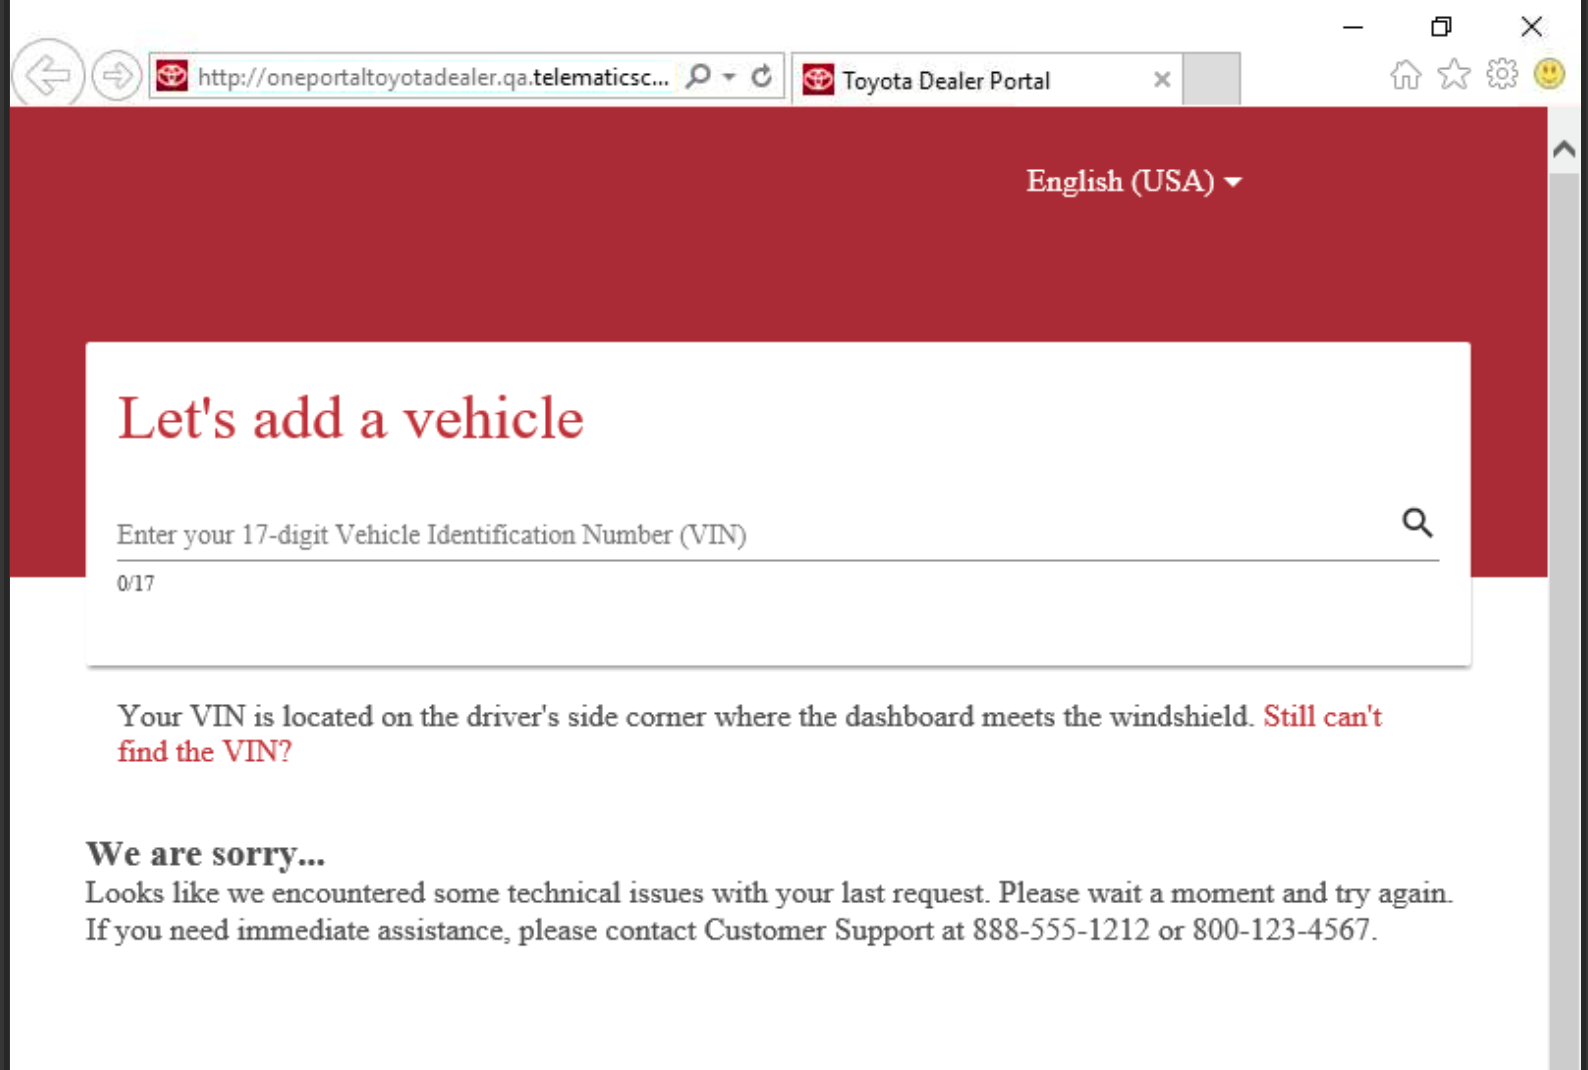 http://oneportaltoyotadealer.qa.telematicsc...
Toyota Dealer Portal
English (USA)
Let's add a vehicle
Enter your 17-digit Vehicle Identification Number (VIN)
0/17
Your VIN is located on the driver's side corner where the dashboard meets the windshield. Still can't
find the VIN?
We are sorry...
Looks like we encountered some technical issues with your last request. Please wait a moment and try again.
If you need immediate assistance, please contact Customer Support at 888-555-1212 or 800-123-4567.